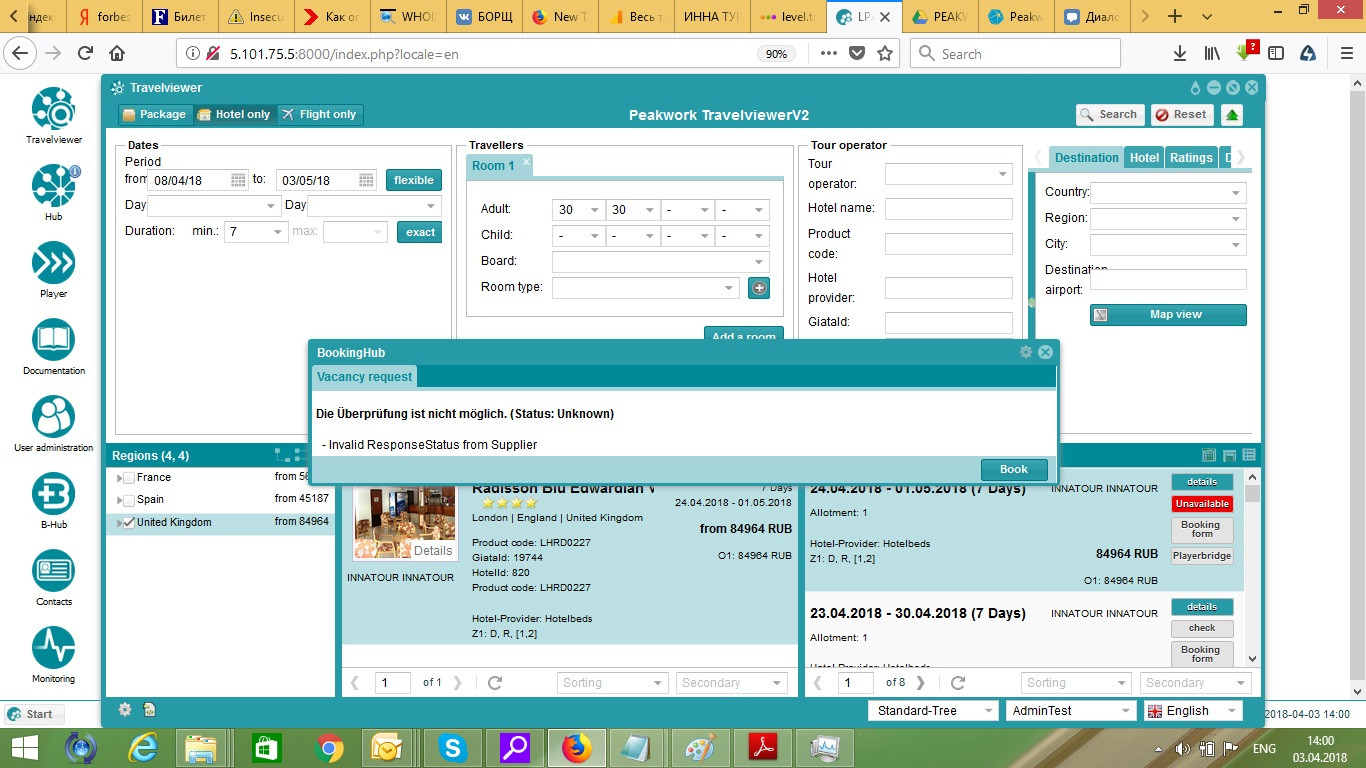 ндекс
forbes
Билет
Insecu
Как ог
WHOI
БОРЩ
New T
Весь т
ИННА ТУР
level.tr
LPA
PEAKW
Peakw
Диало
5.101.75.5:8000/index.php?locale=en
90%
Search
Travelviewer
Hub
Player
Documentation
User administration
B-Hub
Contacts
Monitoring
Travelviewer
Package
Hotel only
Flight only
Peakwork TravelviewerV2
Search
Reset
Dates
Period
from 08/04/18 to: 03/05/18 flexible
Day Day
Duration: min.: 7 max: exact
Travellers
Room 1
Adult: 30 30 - -
Child: - - - -
Board:
Room type:
Add a room
Tour operator
Tour
operator:
Hotel name:
Product
code:
Hotel
provider:
GiataId:
Destination Hotel Ratings D
Country:
Region:
City:
Destination
airport:
Map view
BookingHub
Vacancy request
Die Überprüfung ist nicht möglich. (Status: Unknown)
- Invalid ResponseStatus from Supplier
Book
Regions (4, 4)
France from 56
Spain from 45187
United Kingdom from 84964
Details
INNATOUR INNATOUR
Radisson Blu Edwardian V
7 Days
24.04.2018 - 01.05.2018
London | England | United Kingdom
from 84964 RUB
Product code: LHRD0227
GiataId: 19744
HotelId: 820
Product code: LHRD0227
O1: 84964 RUB
Hotel-Provider: Hotelbeds
Z1: D, R, [1,2]
24.04.2018 - 01.05.2018 (7 Days)
INNATOUR INNATOUR
details
Allotment: 1
Unavailable
Booking
form
Hotel-Provider: Hotelbeds
Z1: D, R, [1,2]
84964 RUB
Playerbridge
O1: 84964 RUB
23.04.2018 - 30.04.2018 (7 Days)
INNATOUR INNATOUR
details
Allotment: 1
check
Booking
form
Hotel-Provider: Hotelbeds
1 of 1
Sorting
Secondary
1 of 8
Sorting
Secondary
Standard-Tree
AdminTest
English
Start
2018-04-03 14:00
ENG
14:00
03.04.2018